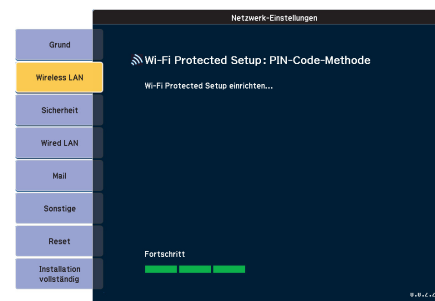 Netzwerk-Einstellungen
Grund
Wireless LAN
Sicherheit
Wired LAN
Mail
Sonstige
Reset
Installation
vollständig
Wi-Fi Protected Setup: PIN-Code-Methode
Wi-Fi Protected Setup einrichten...
Fortschritt